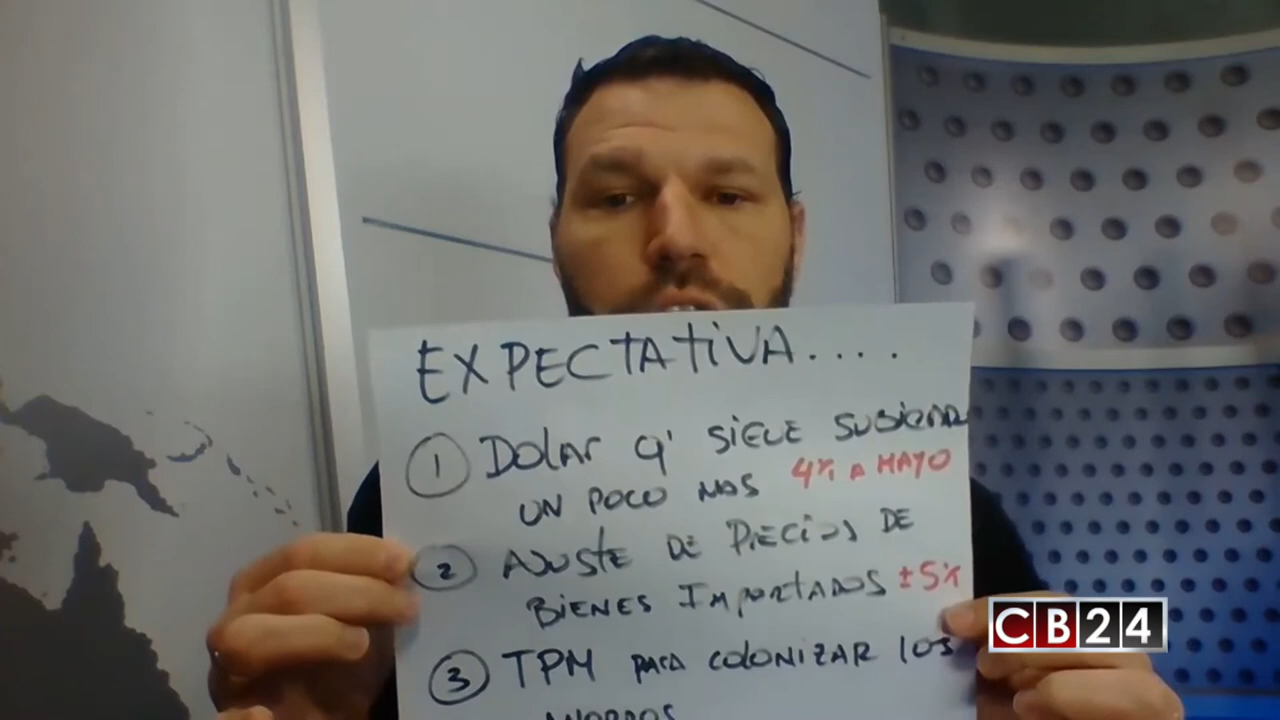 EXPECTATIVA....
1 DOLAR q' SIGUE SUBIENDO
UN POCO MAS 4% A MAYO
2 AJUSTE DE PRECIOS DE
BIENES IMPORTADOS ±5%
3 TPM PARA COLONIZAR LOS
AHORROS
CB24